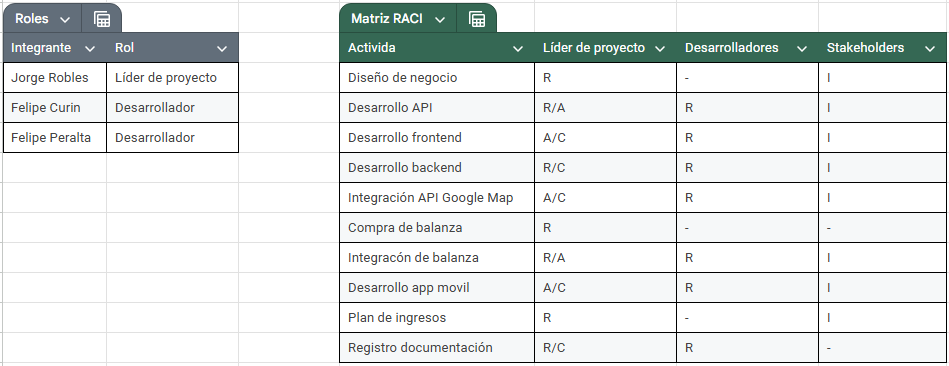 Roles
Integrante Rol
Jorge Robles Líder de proyecto
Felipe Curin Desarrollador
Felipe Peralta Desarrollador
Matriz RACI
Activida Líder de proyecto Desarrolladores Stakeholders
Diseño de negocio R - I
Desarrollo API R/A R I
Desarrollo frontend A/C R I
Desarrollo backend R/C R I
Integración API Google Map A/C R I
Compra de balanza R - -
Integracón de balanza R/A R I
Desarrollo app movil A/C R I
Plan de ingresos R - I
Registro documentación R/C R -